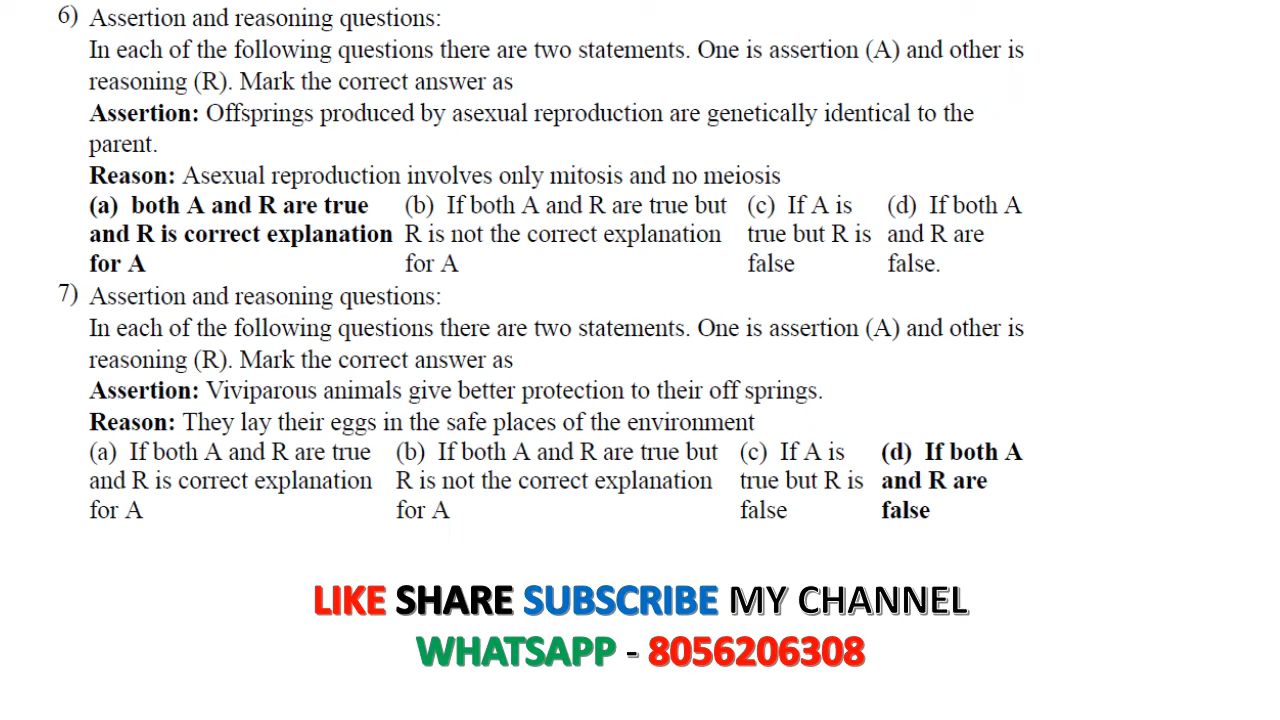 6) Assertion and reasoning questions:
In each of the following questions there are two statements. One is assertion (A) and other is
reasoning (R). Mark the correct answer as
Assertion: Offsprings produced by asexual reproduction are genetically identical to the
parent.
Reason: Asexual reproduction involves only mitosis and no meiosis
(a) both A and R are true (b) If both A and R are true but (c) If A is (d) If both A
and R is correct explanation R is not the correct explanation true but R is and R are
for A for A false false.
7) Assertion and reasoning questions:
In each of the following questions there are two statements. One is assertion (A) and other is
reasoning (R). Mark the correct answer as
Assertion: Viviparous animals give better protection to their off springs.
Reason: They lay their eggs in the safe places of the environment
(a) If both A and R are true (b) If both A and R are true but (c) If A is (d) If both A
and R is correct explanation R is not the correct explanation true but R is and R are
for A for A false false
LIKE SHARE SUBSCRIBE MY CHANNEL
WHATSAPP - 8056206308